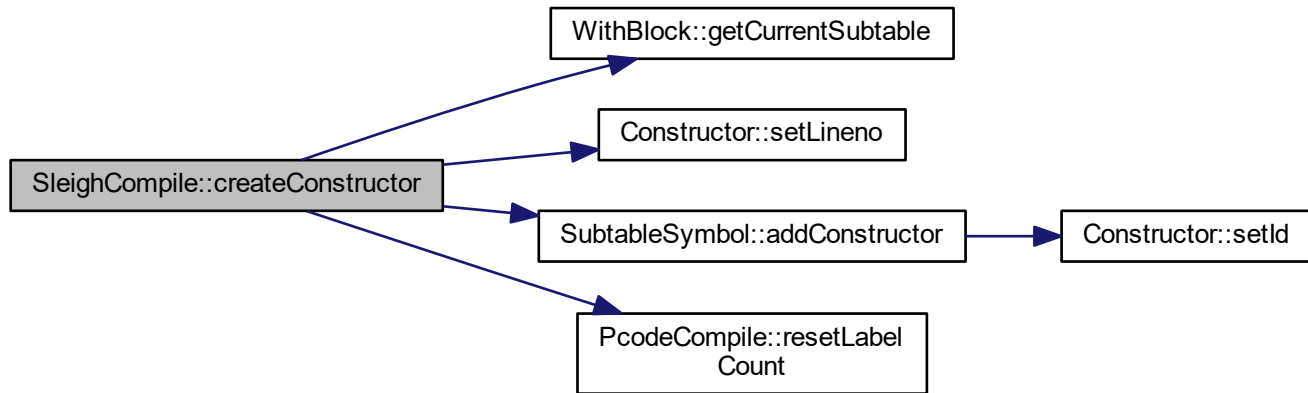 WithBlock::getCurrentSubtable
Constructor::setLineno
SleighCompile::createConstructor
SubtableSymbol::addConstructor
Constructor::setId
PcodeCompile::resetLabel
Count